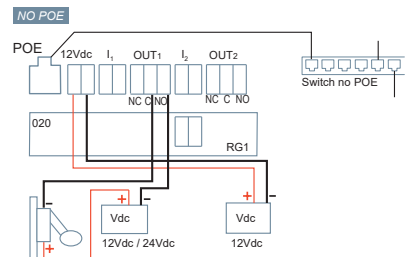 NO POE
POE
12Vdc
I1
OUT1
I2
OUT2
NC C NO
NC C NO
Switch no POE
020
RG1
- + - + -
Vdc
Vdc
+
12Vdc / 24Vdc
12Vdc